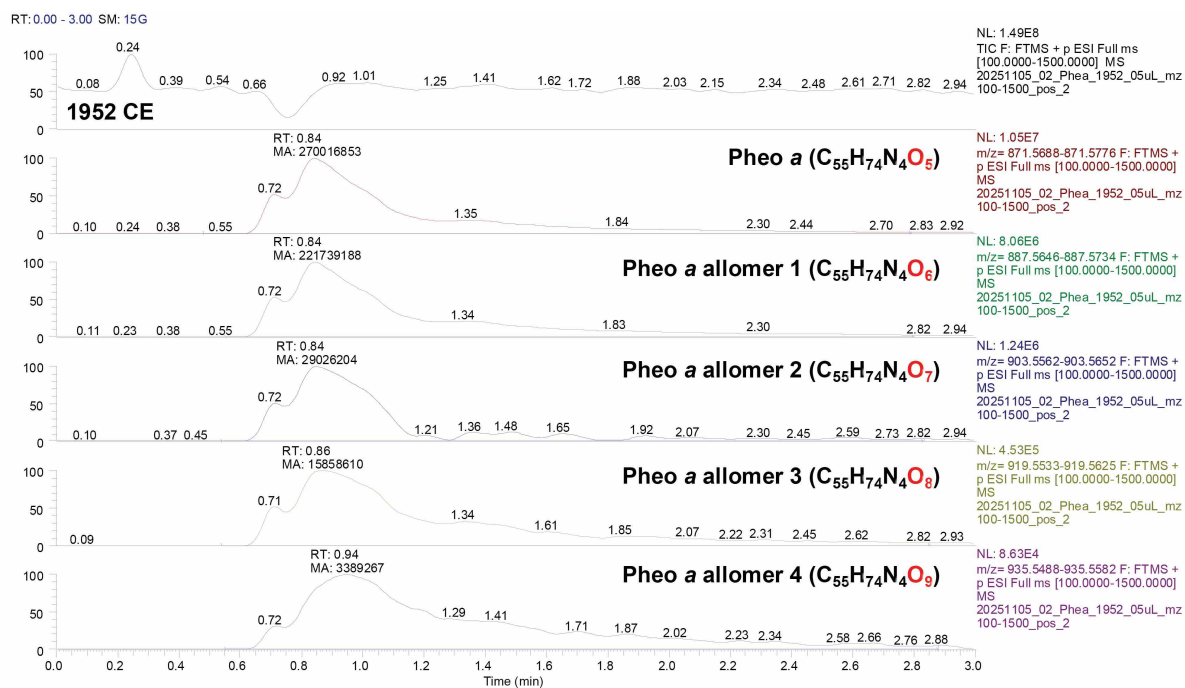 RT: 0.00 - 3.00 SM: 15G
NL: 1.49E8
TIC F: FTMS + p ESI Full ms
[100.0000-1500.0000] MS
20251105_02_Phea_1952_05uL_mz
100-1500_pos_2
100
50
0
0.08 0.24 0.39 0.54 0.66 0.92 1.01 1.25 1.41 1.62 1.72 1.88 2.03 2.15 2.34 2.48 2.61 2.71 2.82 2.94
1952 CE
RT: 0.84
MA: 270016853
Pheo a (C₅₅H₇₄N₄O₅)
NL: 1.05E7
m/z= 871.5688-871.5776 F: FTMS +
p ESI Full ms [100.0000-1500.0000]
MS
20251105_02_Phea_1952_05uL_mz
100-1500_pos_2
100
50
0
0.10 0.24 0.38 0.55 0.72 1.35 1.84 2.30 2.44 2.70 2.83 2.92
RT: 0.84
MA: 221739188
Pheo a allomer 1 (C₅₅H₇₄N₄O₆)
NL: 8.06E6
m/z= 887.5646-887.5734 F: FTMS +
p ESI Full ms [100.0000-1500.0000]
MS
20251105_02_Phea_1952_05uL_mz
100-1500_pos_2
100
50
0
0.11 0.23 0.38 0.55 0.72 1.34 1.83 2.30 2.82 2.94
RT: 0.84
MA: 29026204
Pheo a allomer 2 (C₅₅H₇₄N₄O₇)
NL: 1.24E6
m/z= 903.5562-903.5652 F: FTMS +
p ESI Full ms [100.0000-1500.0000]
MS
20251105_02_Phea_1952_05uL_mz
100-1500_pos_2
100
50
0
0.10 0.37 0.45 0.72 1.21 1.36 1.48 1.65 1.92 2.07 2.30 2.45 2.59 2.73 2.82 2.94
RT: 0.86
MA: 15858610
Pheo a allomer 3 (C₅₅H₇₄N₄O₈)
NL: 4.53E5
m/z= 919.5533-919.5625 F: FTMS +
p ESI Full ms [100.0000-1500.0000]
MS
20251105_02_Phea_1952_05uL_mz
100-1500_pos_2
100
50
0
0.09 0.71 1.34 1.61 1.85 2.07 2.22 2.31 2.45 2.62 2.82 2.93
RT: 0.94
MA: 3389267
Pheo a allomer 4 (C₅₅H₇₄N₄O₉)
NL: 8.63E4
m/z= 935.5488-935.5582 F: FTMS +
p ESI Full ms [100.0000-1500.0000]
MS
20251105_02_Phea_1952_05uL_mz
100-1500_pos_2
100
50
0
0.72 1.29 1.41 1.71 1.87 2.02 2.23 2.34 2.58 2.66 2.76 2.88
0.0 0.2 0.4 0.6 0.8 1.0 1.2 1.4 1.6 1.8 2.0 2.2 2.4 2.6 2.8 3.0
Time (min)